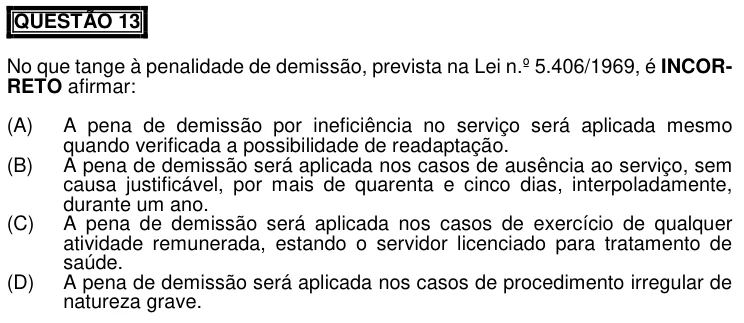 QUESTÃO 13
No que tange à penalidade de demissão, prevista na Lei n.º 5.406/1969, é INCOR-
RETO afirmar:
(A) A pena de demissão por ineficiência no serviço será aplicada mesmo
quando verificada a possibilidade de readaptação.
(B) A pena de demissão será aplicada nos casos de ausência ao serviço, sem
causa justificável, por mais de quarenta e cinco dias, interpoladamente,
durante um ano.
(C) A pena de demissão será aplicada nos casos de exercício de qualquer
atividade remunerada, estando o servidor licenciado para tratamento de
saúde.
(D) A pena de demissão será aplicada nos casos de procedimento irregular de
natureza grave.